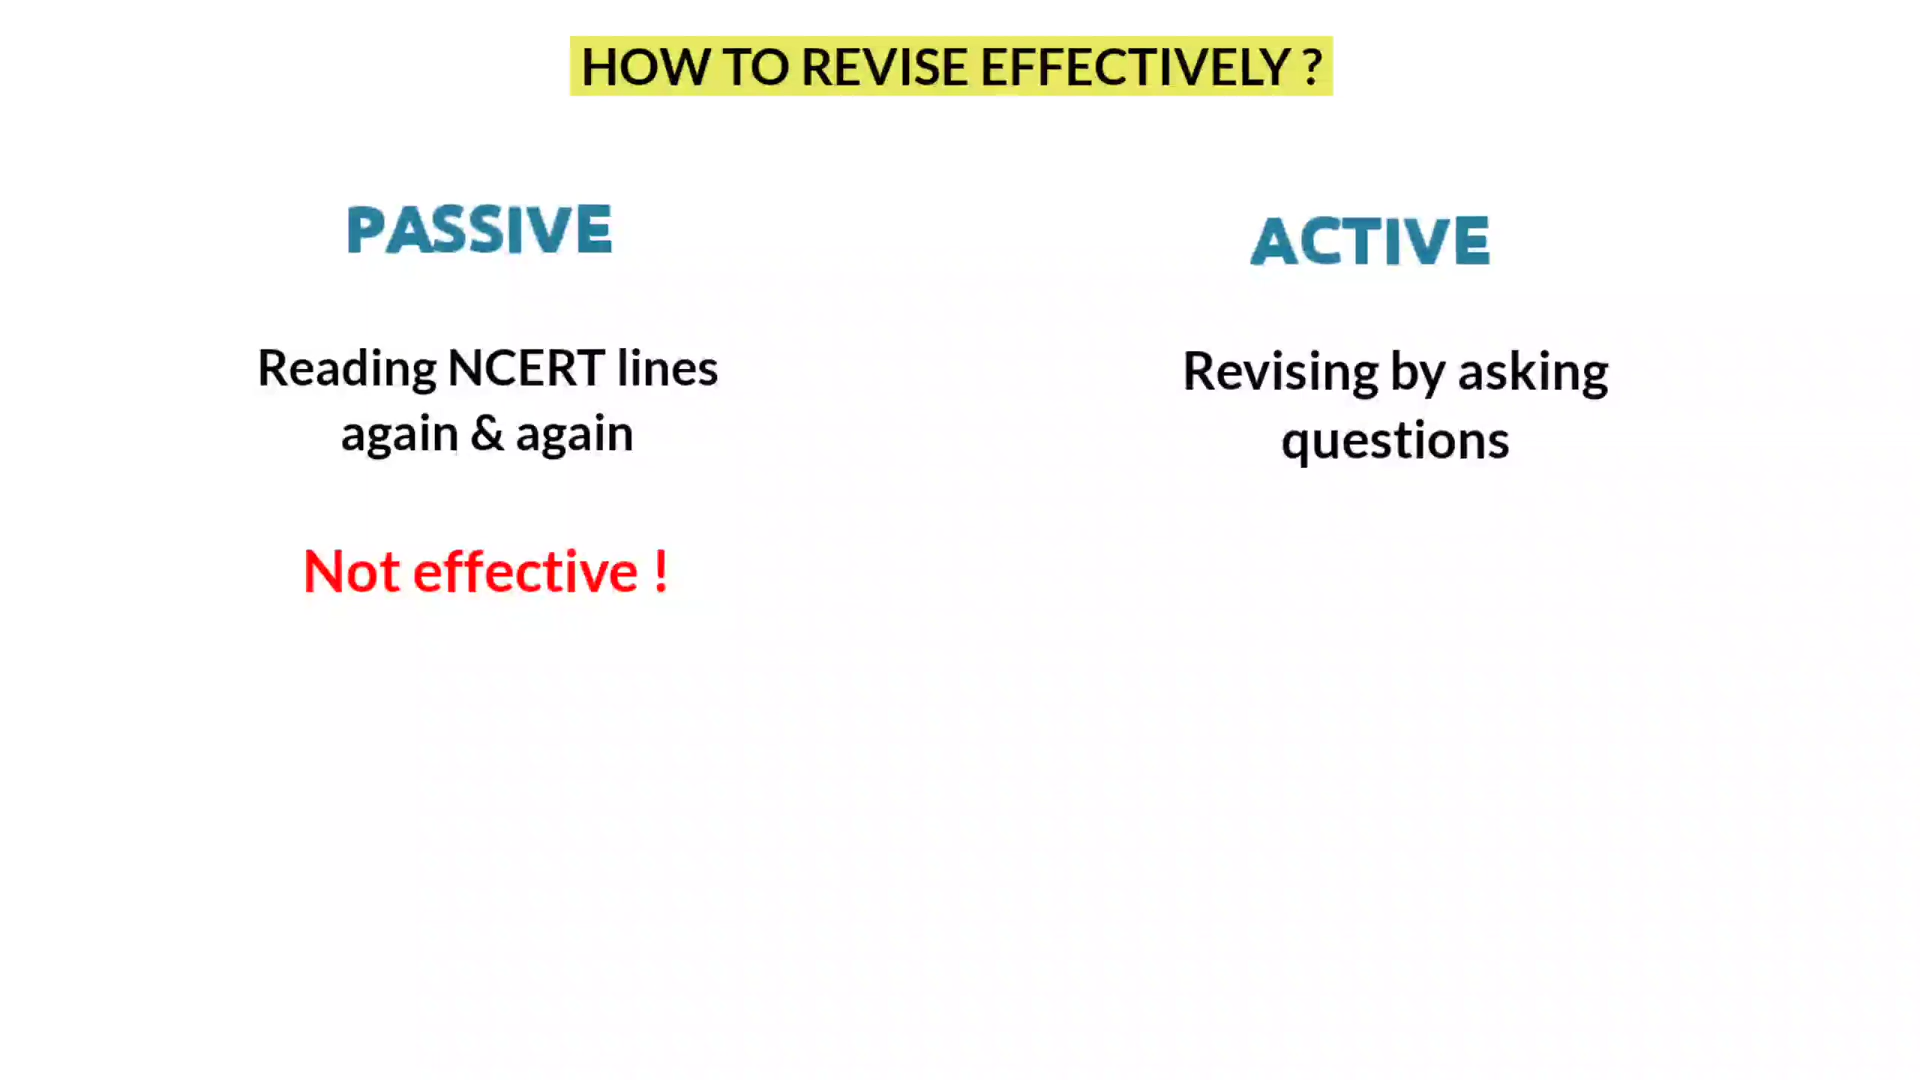 HOW TO REVISE EFFECTIVELY ?
PASSIVE
Reading NCERT lines
again & again
Not effective !
ACTIVE
Revising by asking
questions